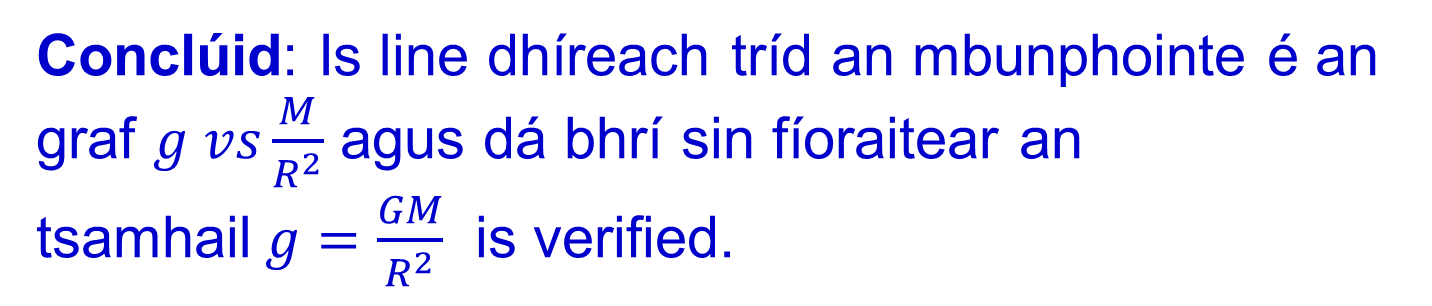 Conclúid: Is line dhíreach tríd an mbunphointe é an
graf g vs M/R² agus dá bhrí sin fíoraitear an
tsamhail g = GM/R² is verified.